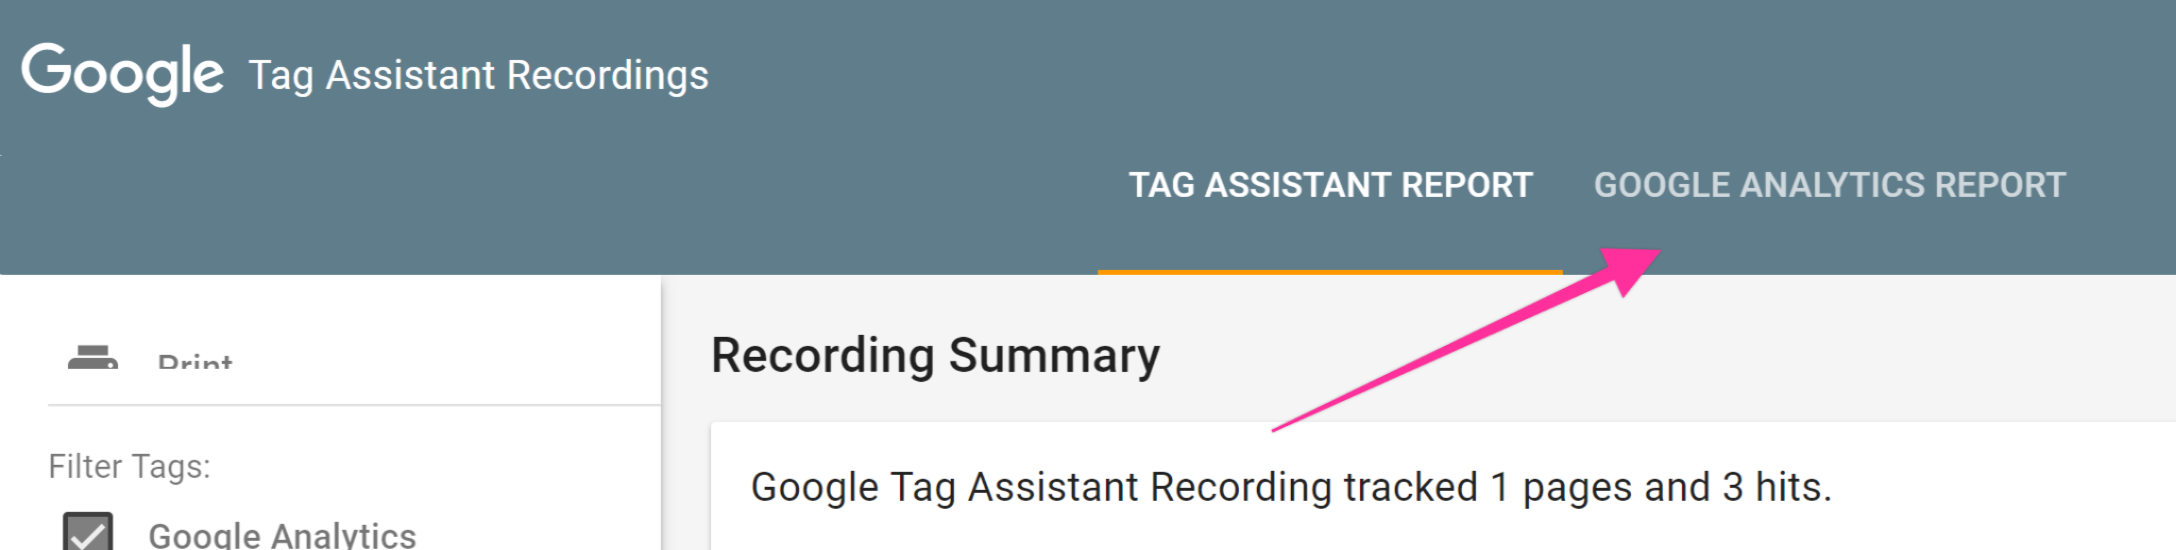 Google Tag Assistant Recordings
TAG ASSISTANT REPORT GOOGLE ANALYTICS REPORT
Print
Recording Summary
Filter Tags:
Google Tag Assistant Recording tracked 1 pages and 3 hits.
Google Analytics